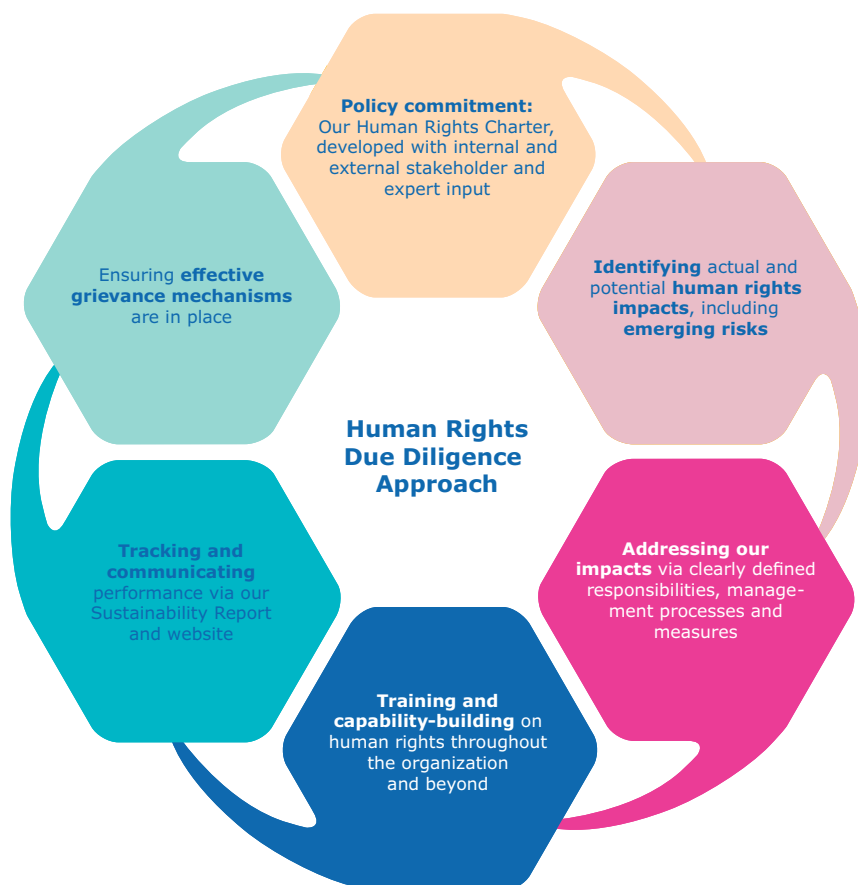 Policy commitment:
Our Human Rights Charter,
developed with internal and
external stakeholder and
expert input
Identifying actual and
potential human rights
impacts, including
emerging risks
Addressing our
impacts via clearly defined
responsibilities, manage-
ment processes and
measures
Training and
capability-building on
human rights throughout
the organization
and beyond
Tracking and
communicating
performance via our
Sustainability Report
and website
Ensuring effective
grievance mechanisms
are in place
Human Rights
Due Diligence
Approach